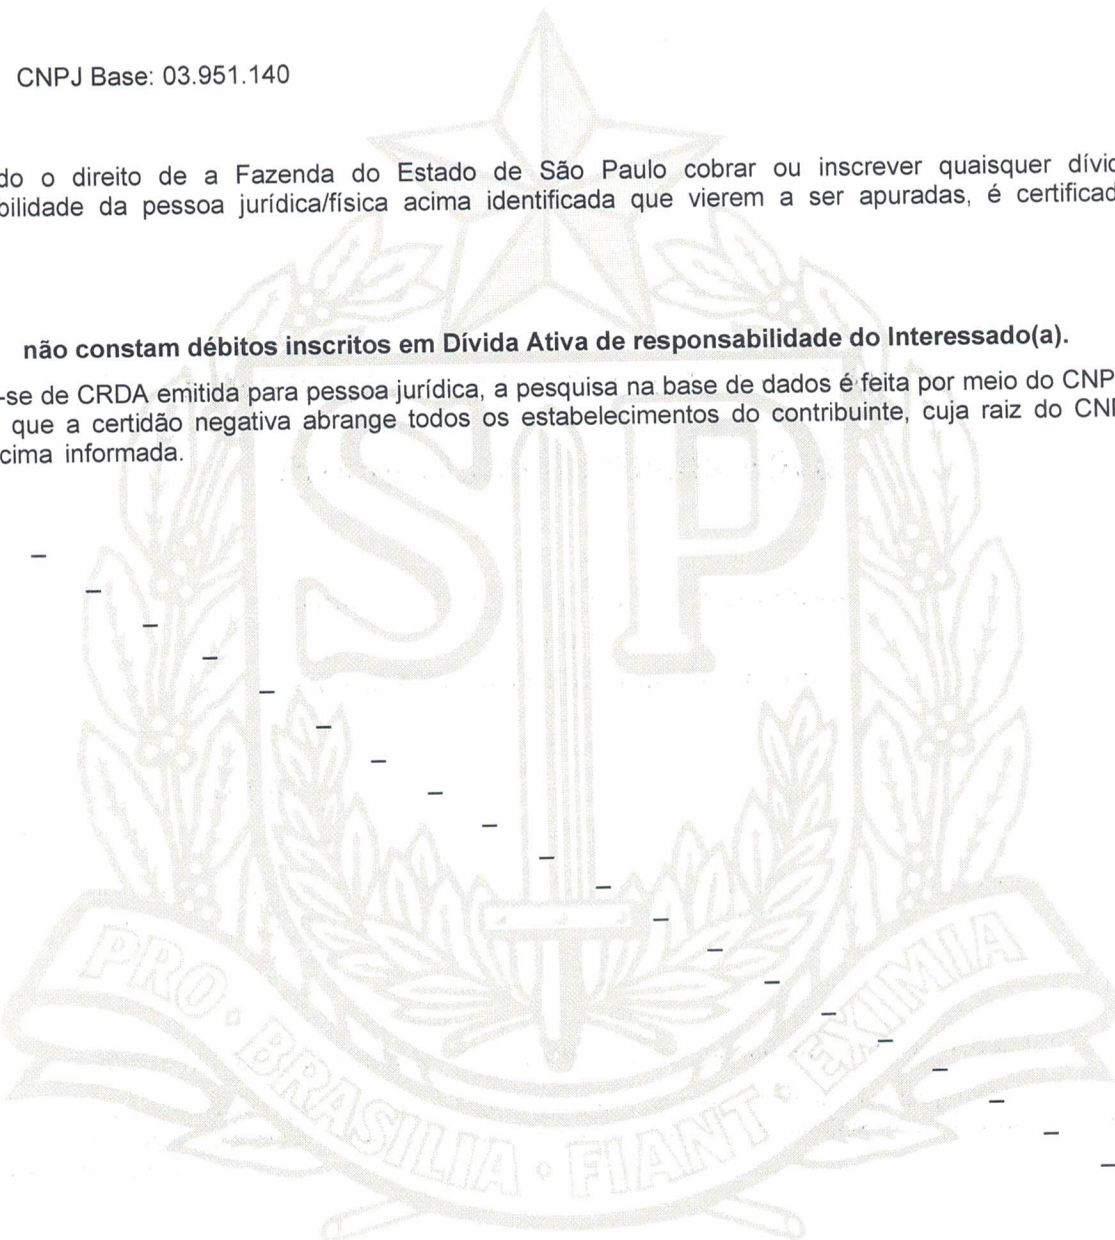 CNPJ Base: 03.951.140
do o direito de a Fazenda do Estado de São Paulo cobrar ou inscrever quaisquer
bilidade da pessoa jurídica/física acima identificada que vierem a ser apuradas, é
não constam débitos inscritos em Dívida Ativa de responsabilidade do Interessado(a).
-se de CRDA emitida para pessoa jurídica, a pesquisa na base de dados é feita por meio do CNP
que a certidão negativa abrange todos os estabelecimentos do contribuinte, cuja raiz do
cima informada.
SP
PRO • BRASILIA • FIANT • EXIMIA